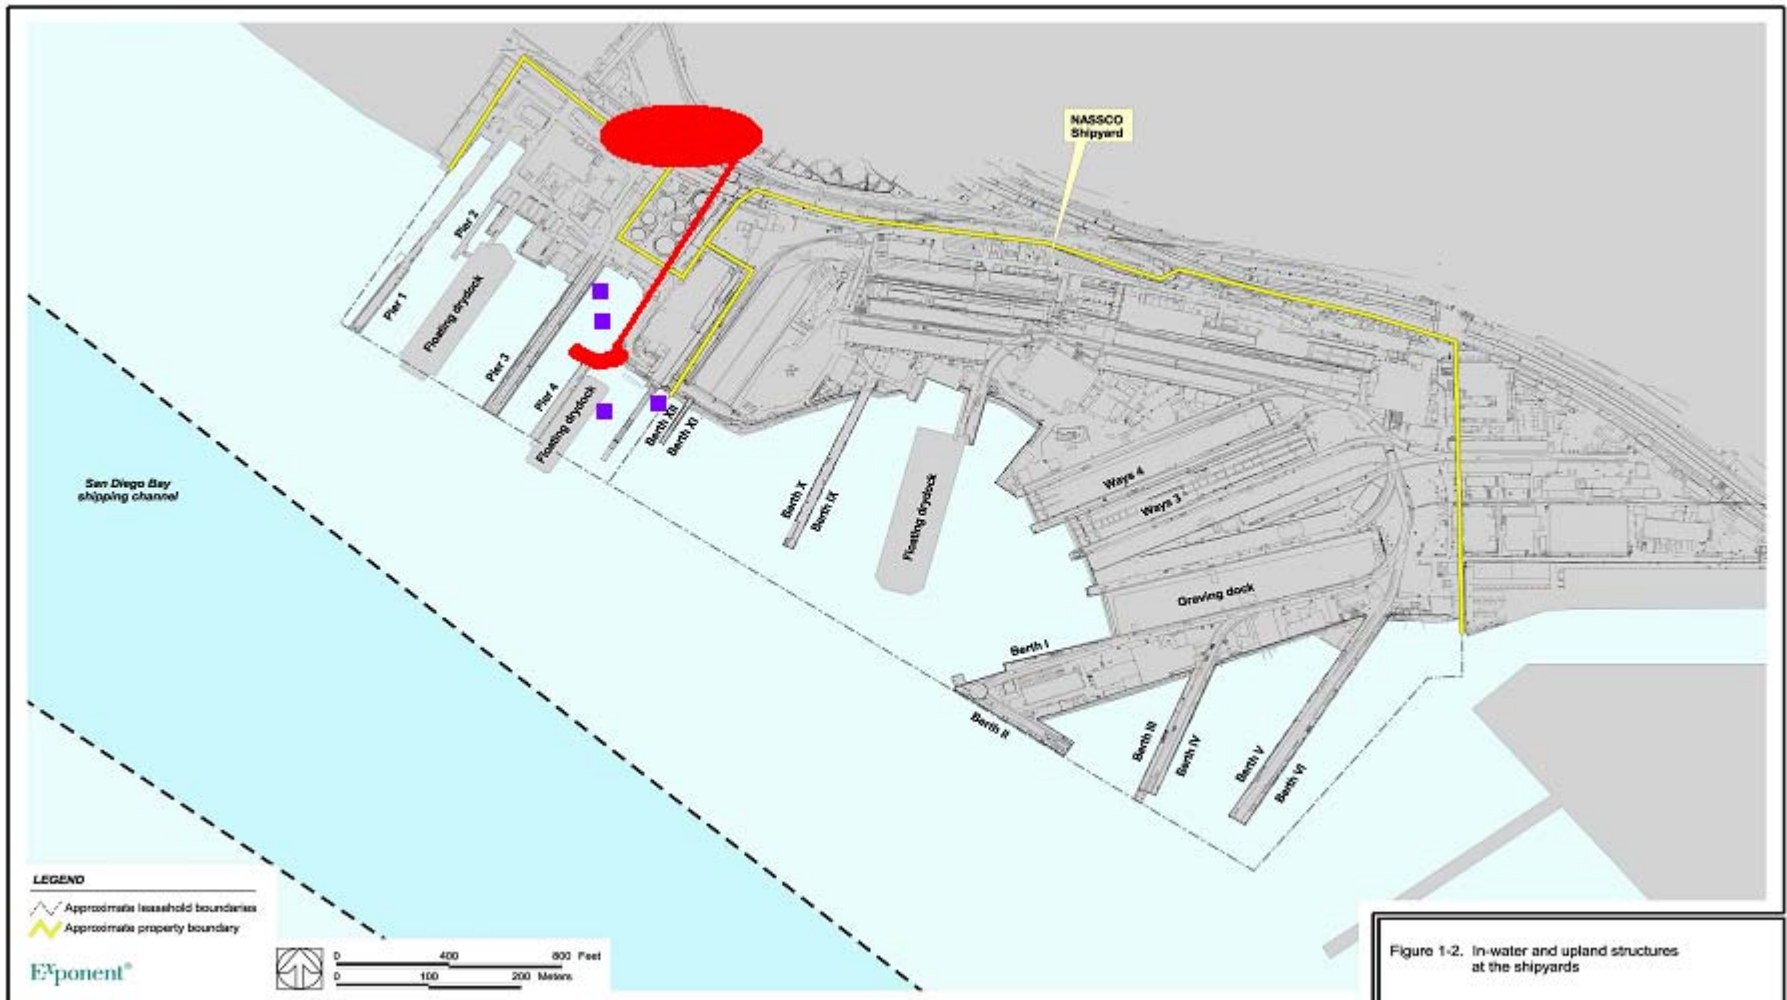 NASSCO
Shipyard
Pier 1
Pier 2
Floating drydock
Pier 3
Pier 4
Floating drydock
Berth XII
Berth XI
Berth X
Berth IX
Floating drydock
Ways 4
Ways 3
Graving dock
Berth I
Berth II
Berth III
Berth IV
Berth V
Berth VI
San Diego Bay
shipping channel
LEGEND
Approximate leasehold boundaries
Approximate property boundary
Exponent®
0 400 800 Feet
0 100 200 Meters
Figure 1-2. In-water and upland structures
at the shipyards